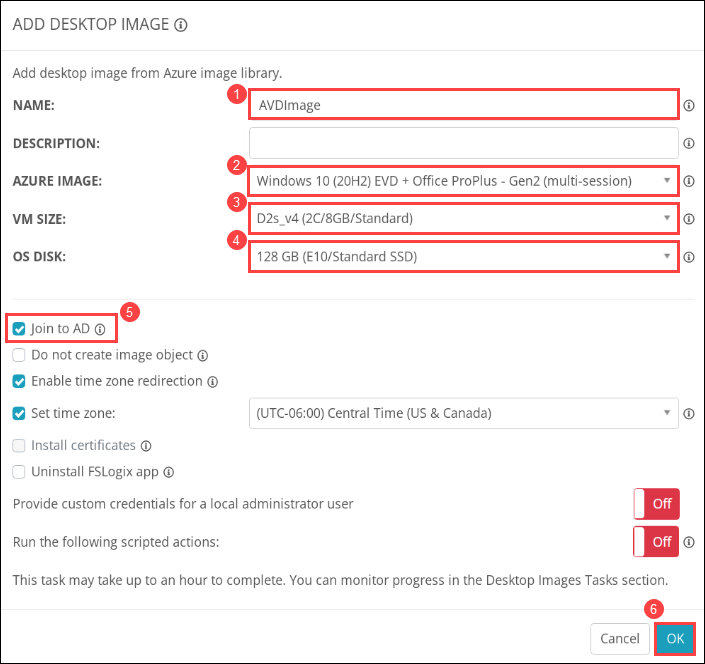 ADD DESKTOP IMAGE
Add desktop image from Azure image library.
1
NAME: AVDImage
DESCRIPTION:
2
AZURE IMAGE: Windows 10 (20H2) EVD + Office ProPlus - Gen2 (multi-session)
3
VM SIZE: D2s_v4 (2C/8GB/Standard)
4
OS DISK: 128 GB (E10/Standard SSD)
5
Join to AD
Do not create image object
Enable time zone redirection
Set time zone: (UTC-06:00) Central Time (US & Canada)
Install certificates
Uninstall FSLogix app
Provide custom credentials for a local administrator user Off
Run the following scripted actions: Off
This task may take up to an hour to complete. You can monitor progress in the Desktop Images Tasks section.
6
Cancel OK